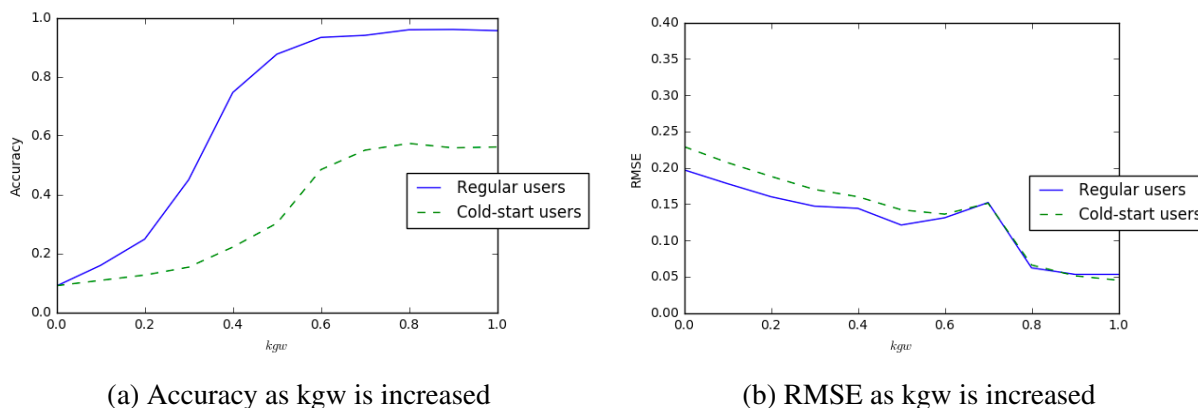 1.0
0.8
0.6
0.4
0.2
0.0
Accuracy
0.0 0.2 0.4 0.6 0.8 1.0
kgw
Regular users
Cold-start users
(a) Accuracy as kgw is increased
0.40
0.35
0.30
0.25
0.20
0.15
0.10
0.05
0.00
RMSE
0.0 0.2 0.4 0.6 0.8 1.0
kgw
Regular users
Cold-start users
(b) RMSE as kgw is increased